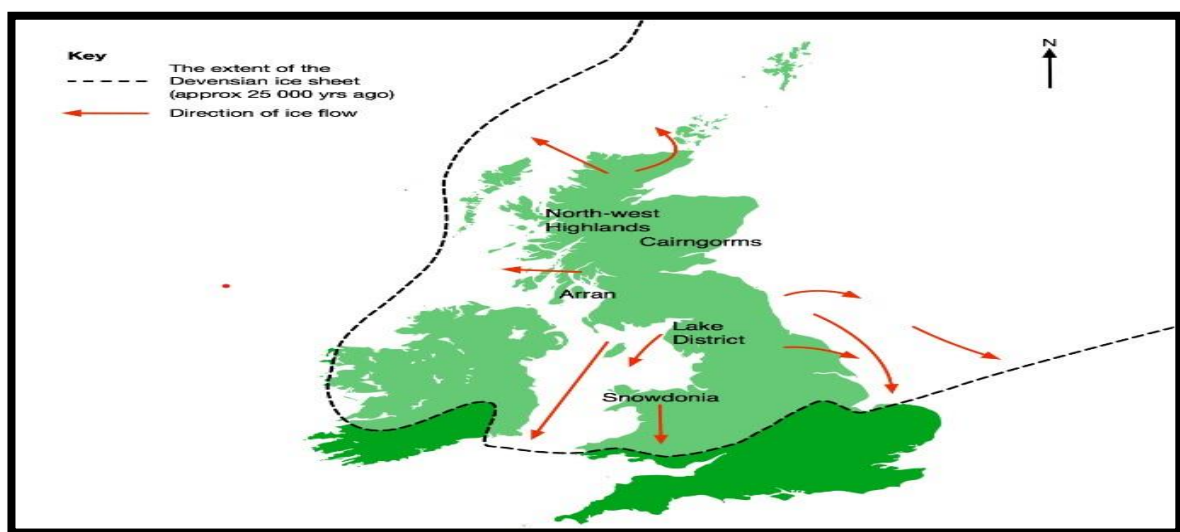 Key
The extent of the
Devensian ice sheet
(approx 25 000 yrs ago)
Direction of ice flow
N
North-west
Highlands
Cairngorms
Arran
Lake
District
Snowdonia